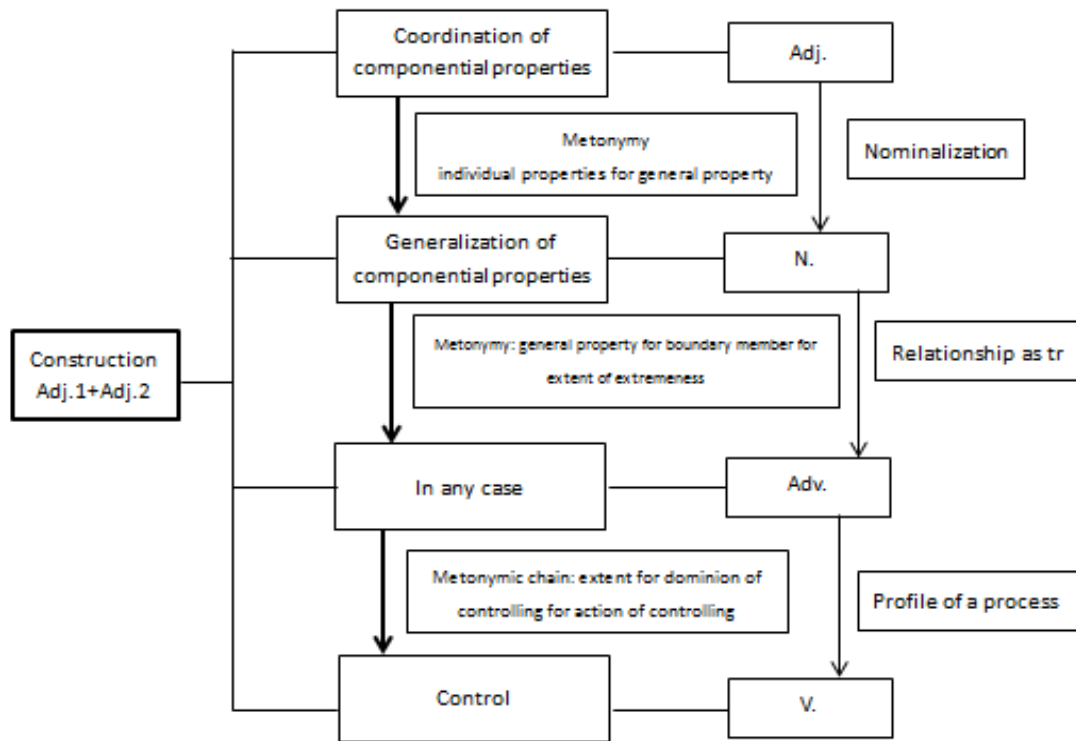 Coordination of
componential properties
Adj.
Metonymy
individual properties for general property
Nominalization
Generalization of
componential properties
N.
Construction
Adj.1+Adj.2
Metonymy: general property for boundary member for
extent of extremeness
Relationship as tr
In any case
Adv.
Metonymic chain: extent for dominion of
controlling for action of controlling
Profile of a process
Control
V.